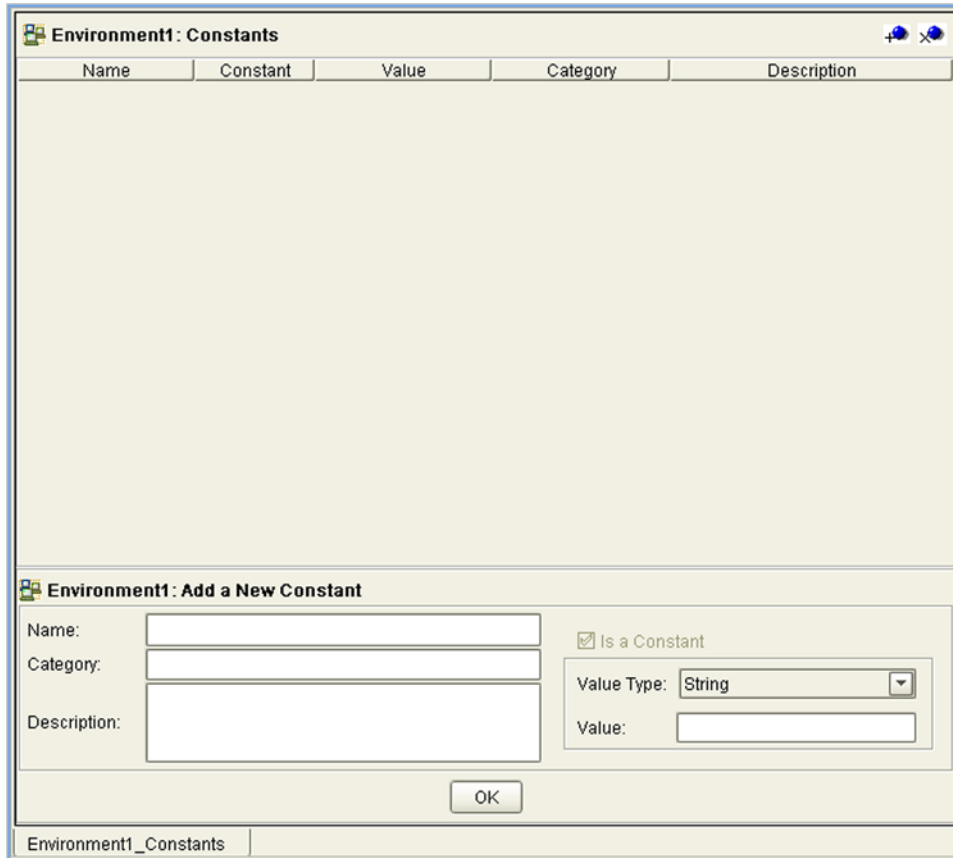 Environment1: Constants
Name Constant Value Category Description
Environment1: Add a New Constant
Name:
Is a Constant
Category:
Value Type: String
Description:
Value:
OK
Environment1_Constants